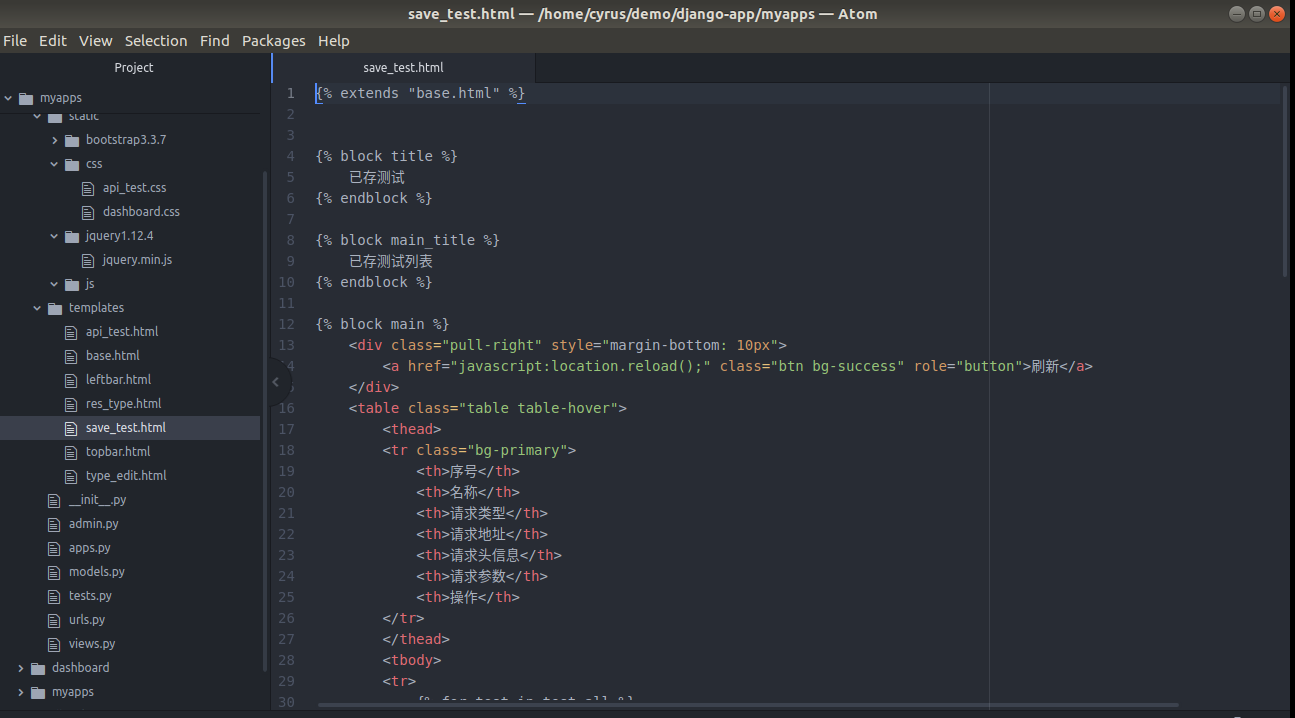 save_test.html — /home/cyrus/demo/django-app/myapps — Atom
File Edit View Selection Find Packages Help
Project
myapps
static
bootstrap3.3.7
css
api_test.css
dashboard.css
jquery1.12.4
jquery.min.js
js
templates
api_test.html
base.html
leftbar.html
res_type.html
save_test.html
topbar.html
type_edit.html
__init__.py
admin.py
apps.py
models.py
tests.py
urls.py
views.py
dashboard
myapps
save_test.html
1 {% extends "base.html" %}
2
3
4 {% block title %}
5 已存测试
6 {% endblock %}
7
8 {% block main_title %}
9 已存测试列表
10 {% endblock %}
11
12 {% block main %}
13 <div class="pull-right" style="margin-bottom: 10px">
14 <a href="javascript:location.reload();" class="btn bg-success" role="button">刷新</a>
</div>
16 <table class="table table-hover">
17 <thead>
18 <tr class="bg-primary">
19 <th>序号</th>
20 <th>名称</th>
21 <th>请求类型</th>
22 <th>请求地址</th>
23 <th>请求头信息</th>
24 <th>请求参数</th>
25 <th>操作</th>
26 </tr>
27 </thead>
28 <tbody>
29 <tr>
30 {% for test in test_all %}